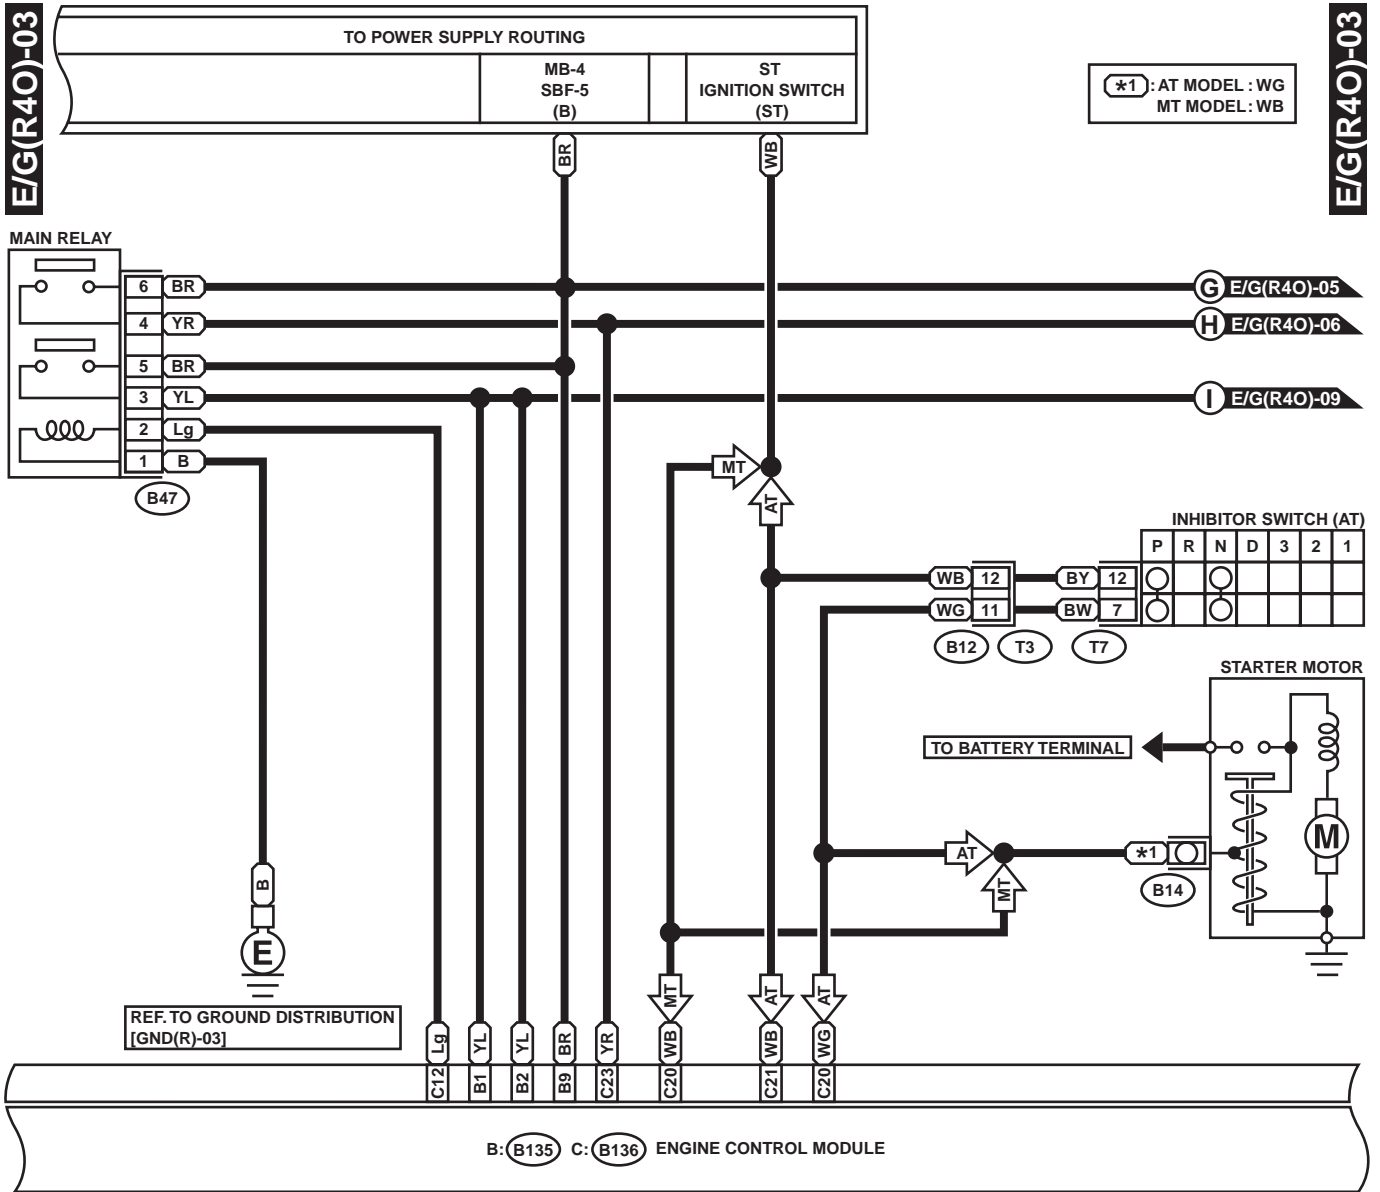 E/G(R4O)-03
E/G(R4O)-03
TO POWER SUPPLY ROUTING
MB-4
SBF-5
(B)
ST
IGNITION SWITCH
(ST)
*1 : AT MODEL : WG
MT MODEL : WB
BR
WB
MAIN RELAY
6 BR
4 YR
5 BR
3 YL
2 Lg
1 B
B47
G E/G(R4O)-05
H E/G(R4O)-06
I E/G(R4O)-09
MT
AT
INHIBITOR SWITCH (AT)
P R N D 3 2 1
WB 12 BY 12
WG 11 BW 7
B12 T3 T7
STARTER MOTOR
TO BATTERY TERMINAL
M
AT
*1
MT
B14
B
E
REF. TO GROUND DISTRIBUTION
[GND(R)-03]
MT AT AT
Lg YL YL BR YR WB WB WG
C12 B1 B2 B9 C23 C20 C21 C20
B: B135 C: B136 ENGINE CONTROL MODULE